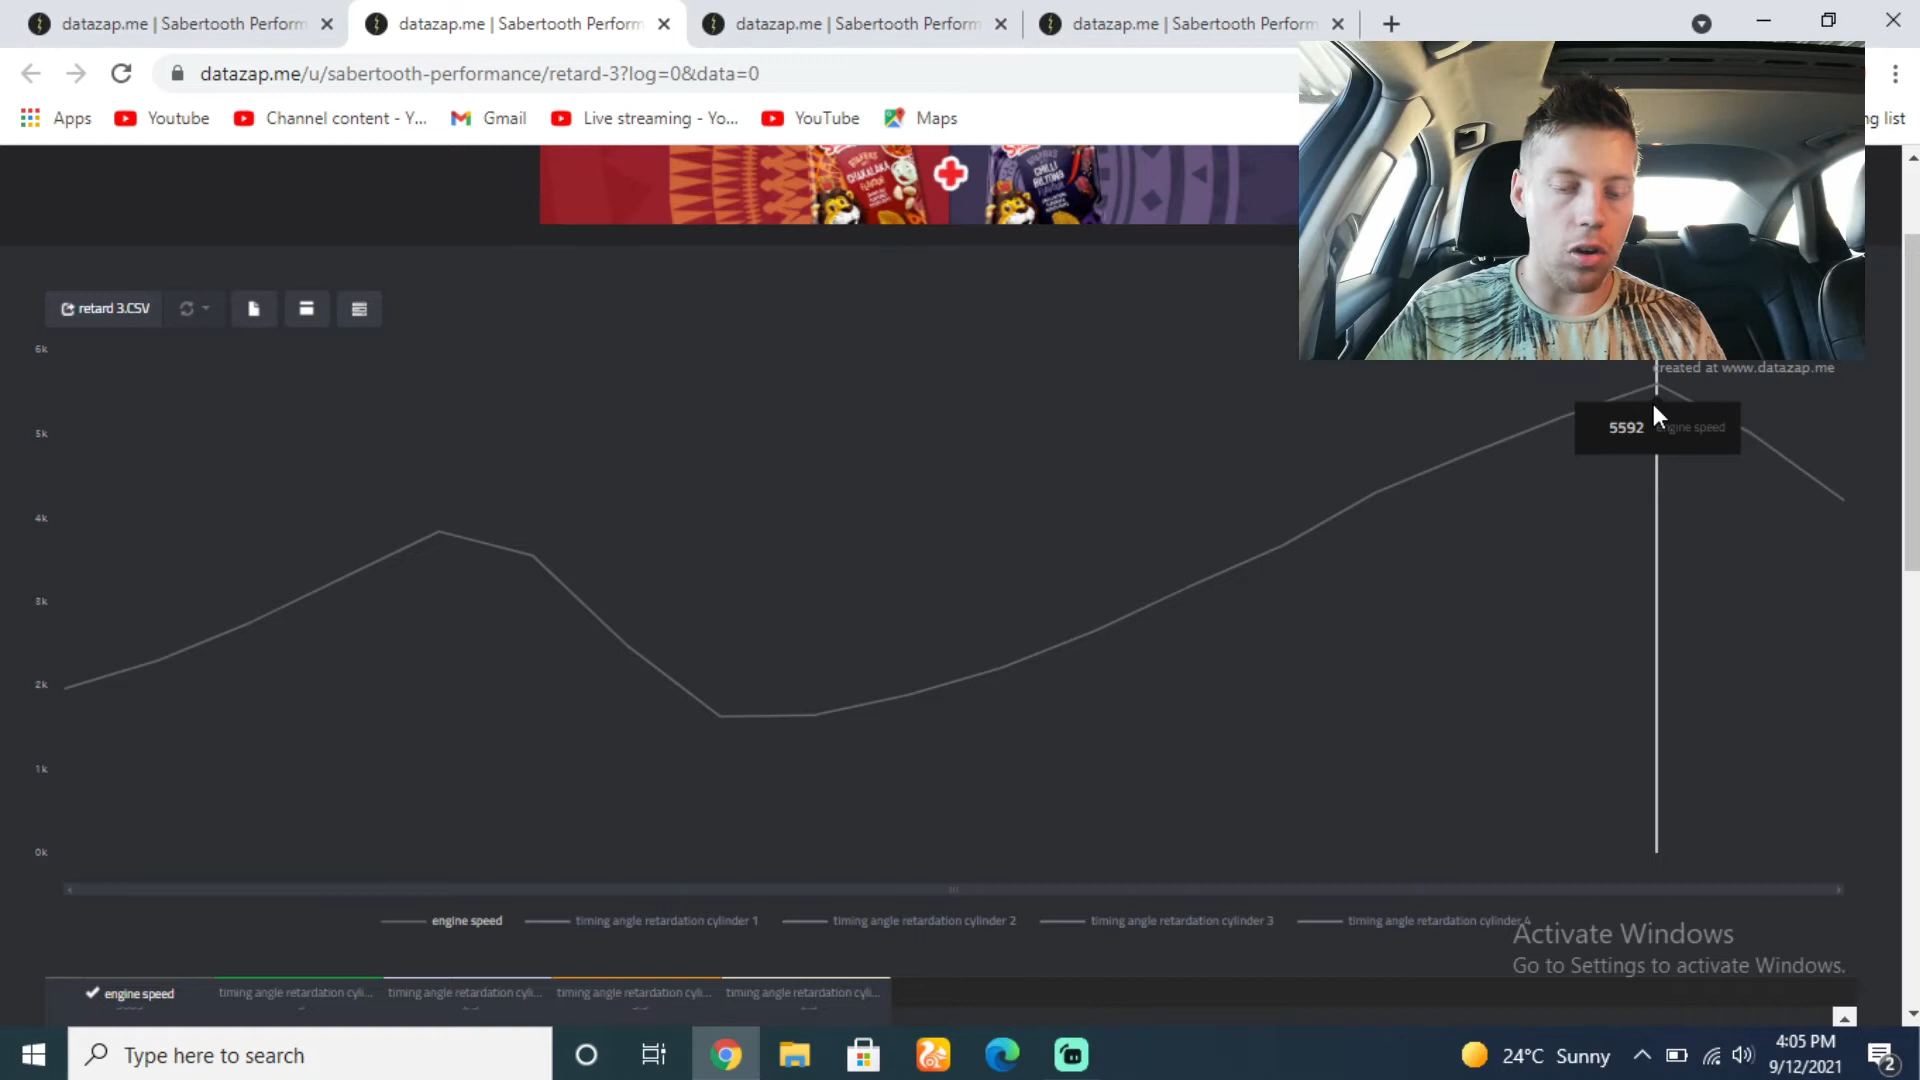 datazap.me | Sabertooth Perform
datazap.me | Sabertooth Perform
datazap.me | Sabertooth Perform
datazap.me | Sabertooth Perform
datazap.me/u/sabertooth-performance/retard-3?log=0&data=0
Apps
Youtube
Channel content - Y...
Gmail
Live streaming - Yo...
YouTube
Maps
ng list
CHAKALAKA
FLAVOUR
CHILLI
BILTONG
retard 3.CSV
6k
created at www.datazap.me
5k
5592 engine speed
4k
3k
2k
1k
0k
engine speed
timing angle retardation cylinder 1
timing angle retardation cylinder 2
timing angle retardation cylinder 3
timing angle retardation cylinder 4
Activate Windows
Go to Settings to activate Windows.
engine speed
timing angle retardation cyli...
timing angle retardation cyli...
timing angle retardation cyli...
timing angle retardation cyli...
Type here to search
24°C Sunny
4:05 PM
9/12/2021
2